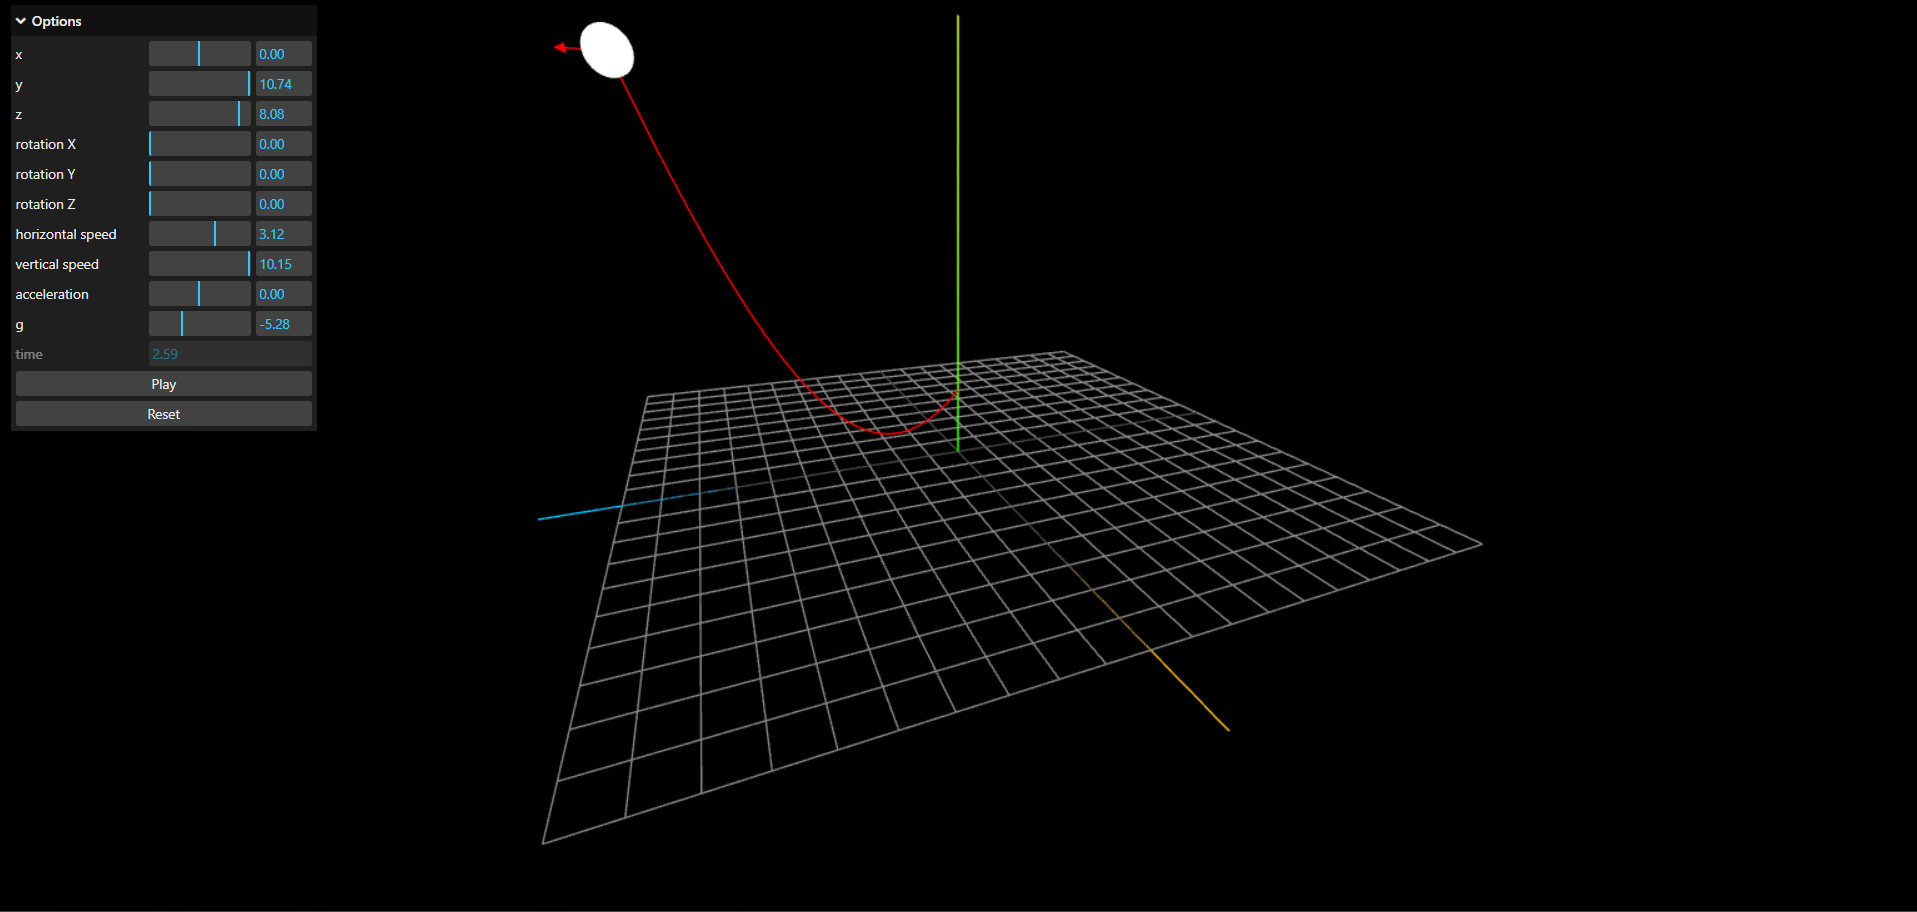 Options
x 0.00
y 10.74
z 8.08
rotation X 0.00
rotation Y 0.00
rotation Z 0.00
horizontal speed 3.12
vertical speed 10.15
acceleration 0.00
g -5.28
time 2.59
Play
Reset